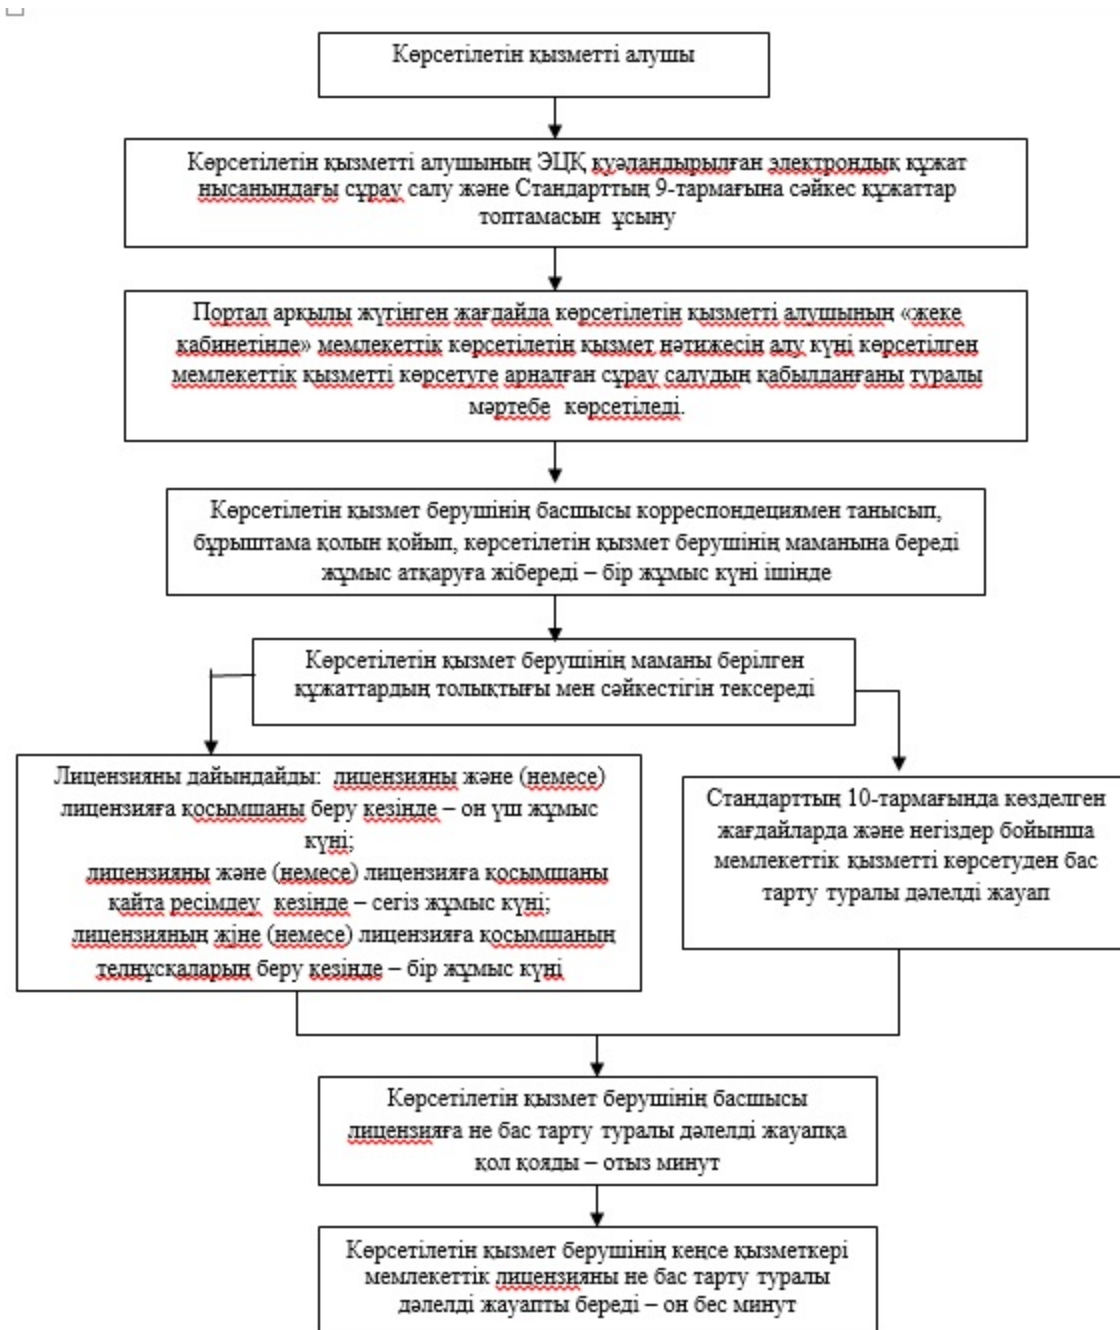 Көрсетілетін қызметті алушы
Көрсетілетін қызметті алушының ЭЦҚ куәландырылған электрондық құжат
нысанындағы сұрау салу және Стандарттың 9-тармағына сәйкес құжаттар
топтамасын ұсыну
Портал арқылы жүгінген жағдайда көрсетілетін қызметті алушының «жеке
кабинетінде» мемлекеттік көрсетілетін қызмет нәтижесін алу күні көрсетілген
мемлекеттік қызметті көрсетуге арналған сұрау салудың қабылданғаны туралы
мәртебе көрсетіледі.
Көрсетілетін қызмет берушінің басшысы корреспондециямен танысып,
бұрыштама қолын қойып, көрсетілетін қызмет берушінің маманына береді
жұмыс атқаруға жібереді – бір жұмыс күні ішінде
Көрсетілетін қызмет берушінің маманы берілген
құжаттардың толықтығы мен сәйкестігін тексереді
Лицензияны дайындайды: лицензияны және (немесе)
лицензияға қосымшаны беру кезінде – он үш жұмыс
күні;
лицензияны және (немесе) лицензияға қосымшаны
қайта ресімдеу кезінде – сегіз жұмыс күні;
лицензияның жіне (немесе) лицензияға қосымшаның
телнұсқаларын беру кезінде – бір жұмыс күні
Стандарттың 10-тармағында көзделген
жағдайларда және негіздер бойынша
мемлекеттік қызметті көрсетуден бас
тарту туралы дәлелді жауап
Көрсетілетін қызмет берушінің басшысы
лицензияға не бас тарту туралы дәлелді жауапқа
қол қояды – отыз минут
Көрсетілетін қызмет берушінің кеңсе қызметкері
мемлекеттік лицензияны не бас тарту туралы
дәлелді жауапты береді – он бес минут